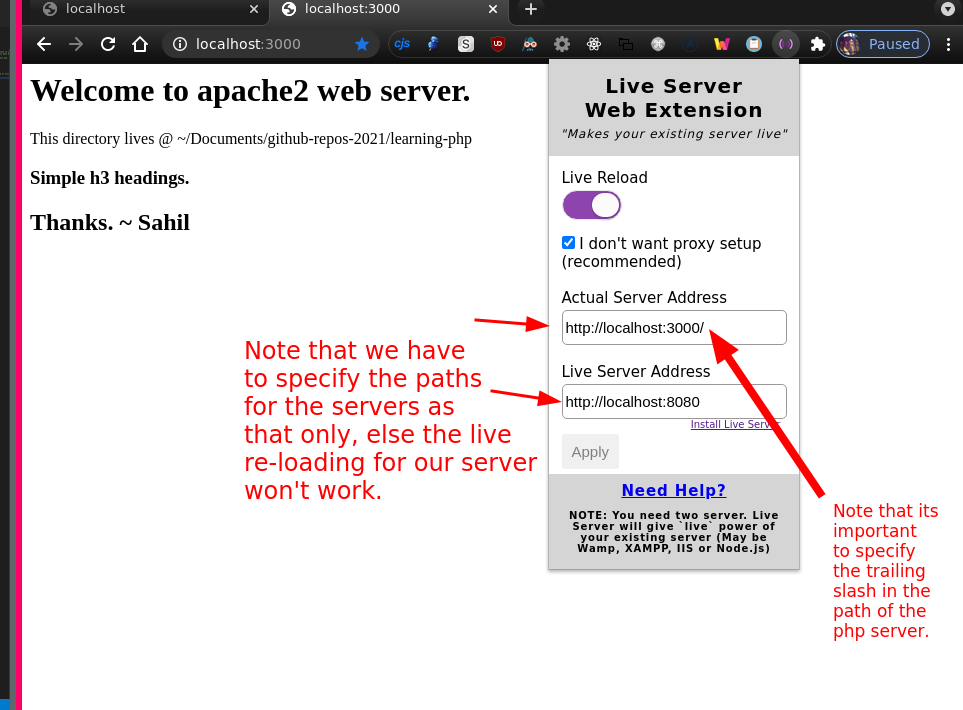 localhost
localhost:3000
localhost:3000
cjs
S
UD
Paused
Welcome to apache2 web server.
This directory lives @ ~/Documents/github-repos-2021/learning-php
Simple h3 headings.
Thanks. ~ Sahil
Live Server
Web Extension
"Makes your existing server live"
Live Reload
I don't want proxy setup
(recommended)
Actual Server Address
http://localhost:3000/
Live Server Address
http://localhost:8080
Install Live Server
Apply
Need Help?
NOTE: You need two server. Live
Server will give `live` power of
your existing server (May be
Wamp, XAMPP, IIS or Node.js)
Note that we have
to specify the paths
for the servers as
that only, else the live
re-loading for our server
won't work.
Note that its
important
to specify
the trailing
slash in the
path of the
php server.